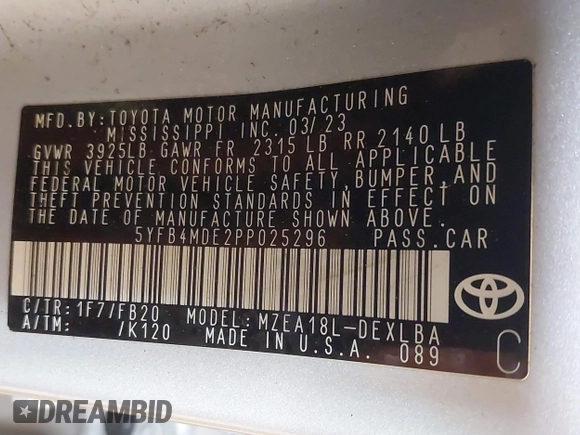 MFD.BY:TOYOTA MOTOR MANUFACTURING
MISSISSIPPI INC. 03/23
GVWR 3925LB GAWR FR 2315 LB RR 2140 LB
THIS VEHICLE CONFORMS TO ALL APPLICABLE
FEDERAL MOTOR VEHICLE SAFETY,BUMPER,AND
THEFT PREVENTION STANDARDS IN EFFECT ON
THE DATE OF MANUFACTURE SHOWN ABOVE.
5YFB4MDE2PP025296 PASS.CAR
C/TR:1F7/FB20 MODEL:MZEA18L-DEXLBA
A/TM: /K120 MADE IN U.S.A. 089
C
DREAMBID